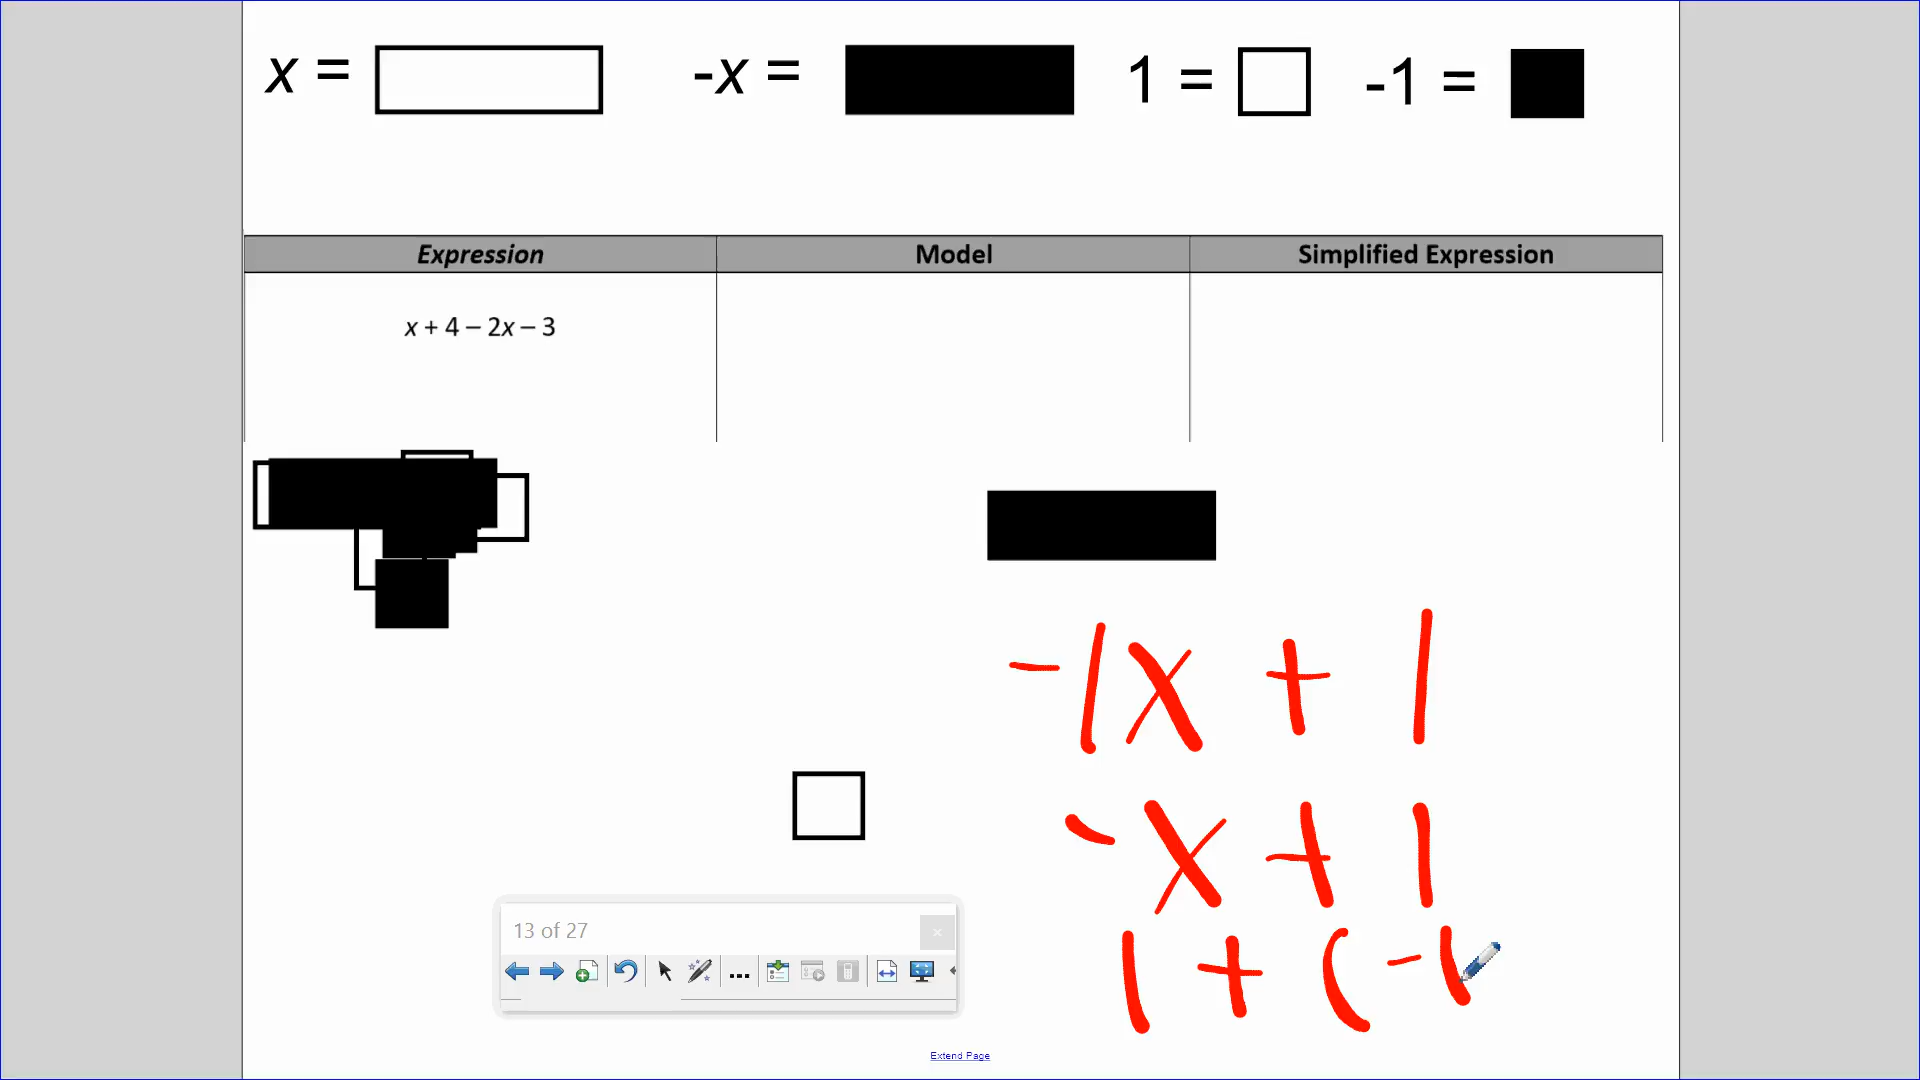 x = -x = 1 = -1 =
Expression Model Simplified Expression
x + 4 – 2x – 3
-1x + 1
-x + 1
1 + ( -1
13 of 27
Extend Page